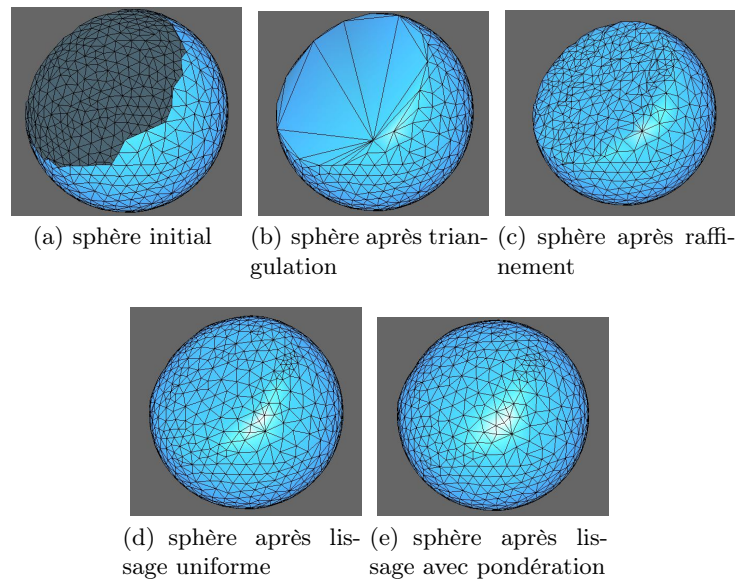 (a) sphère initial
(b) sphère après trian-
gulation
(c) sphère après raffi-
nement
(d) sphère après lis-
sage uniforme
(e) sphère après lis-
sage avec pondération